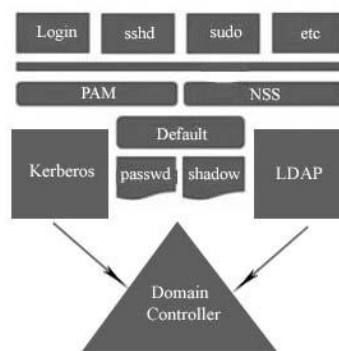 Login sshd sudo etc
PAM NSS
Default
Kerberos passwd shadow LDAP
Domain
Controller